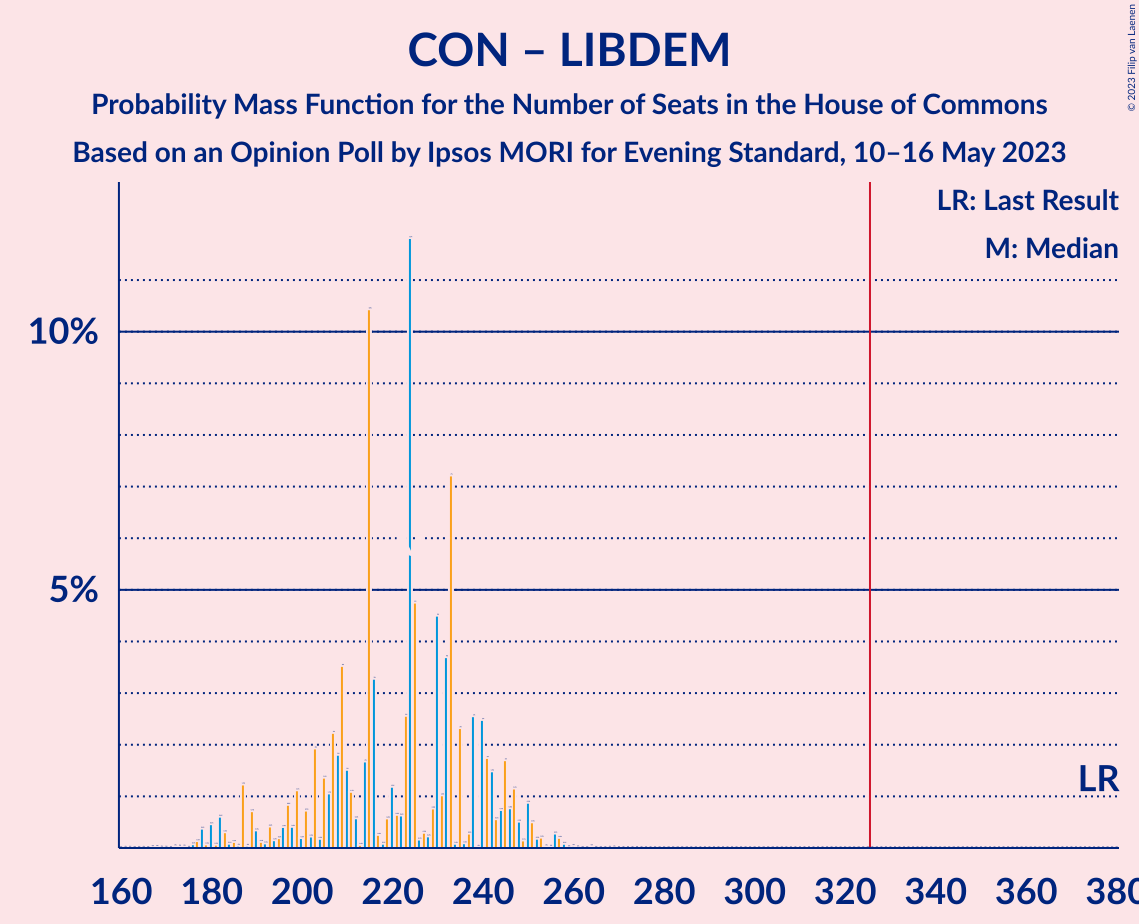 CON – LIBDEM
Probability Mass Function for the Number of Seats in the House of Commons
Based on an Opinion Poll by Ipsos MORI for Evening Standard, 10–16 May 2023
© 2023 Filip van Laenen
LR: Last Result
M: Median
10%
5%
LR
160 180 200 220 240 260 280 300 320 340 360 380